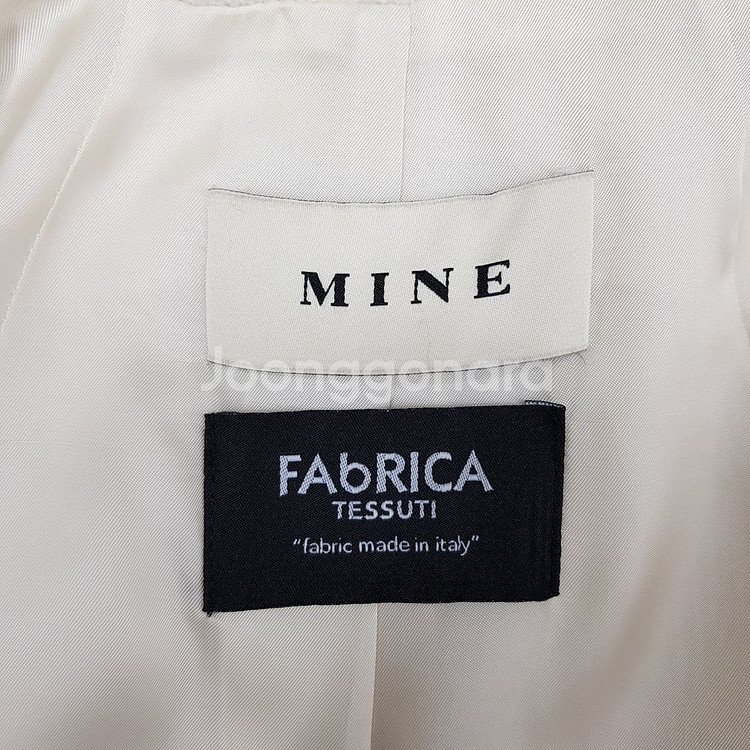 MINE
Joonggonara
FAbRICA
TESSUTI
"fabric made in italy"